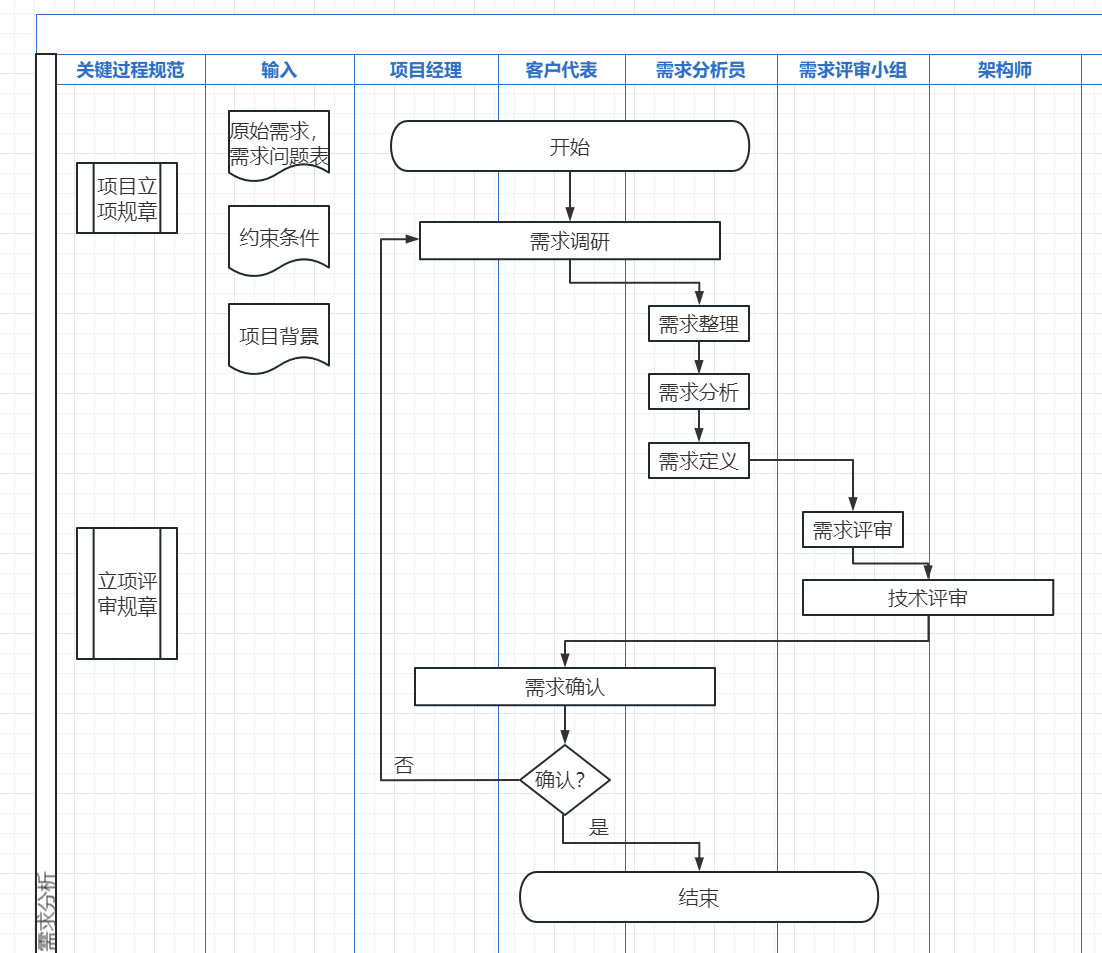 关键过程规范
输入
项目经理
客户代表
需求分析员
需求评审小组
架构师
原始需求，
需求问题表
开始
项目立
项规章
约束条件
需求调研
项目背景
需求整理
需求分析
需求定义
需求评审
立项评
审规章
技术评审
需求确认
否
确认？
是
结束
需求分析